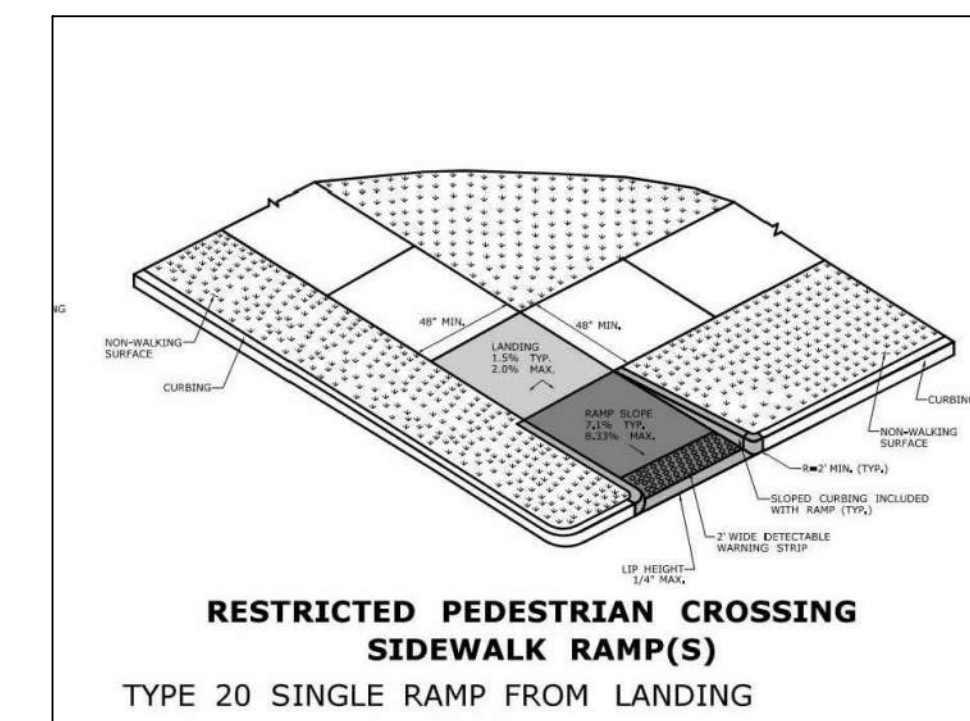 NG
48" MIN.
48" MIN.
LANDING
1.5% TYP.
2.0% MAX.
NON-WALKING
SURFACE
CURBING
RAMP SLOPE
7.1% TYP.
8.33% MAX.
CURBING
NON-WALKING
SURFACE
R=2' MIN. (TYP.)
SLOPED CURBING INCLUDED
WITH RAMP (TYP.)
2' WIDE DETECTABLE
WARNING STRIP
LIP HEIGHT
1/4" MAX.
RESTRICTED PEDESTRIAN CROSSING
SIDEWALK RAMP(S)
TYPE 20 SINGLE RAMP FROM LANDING